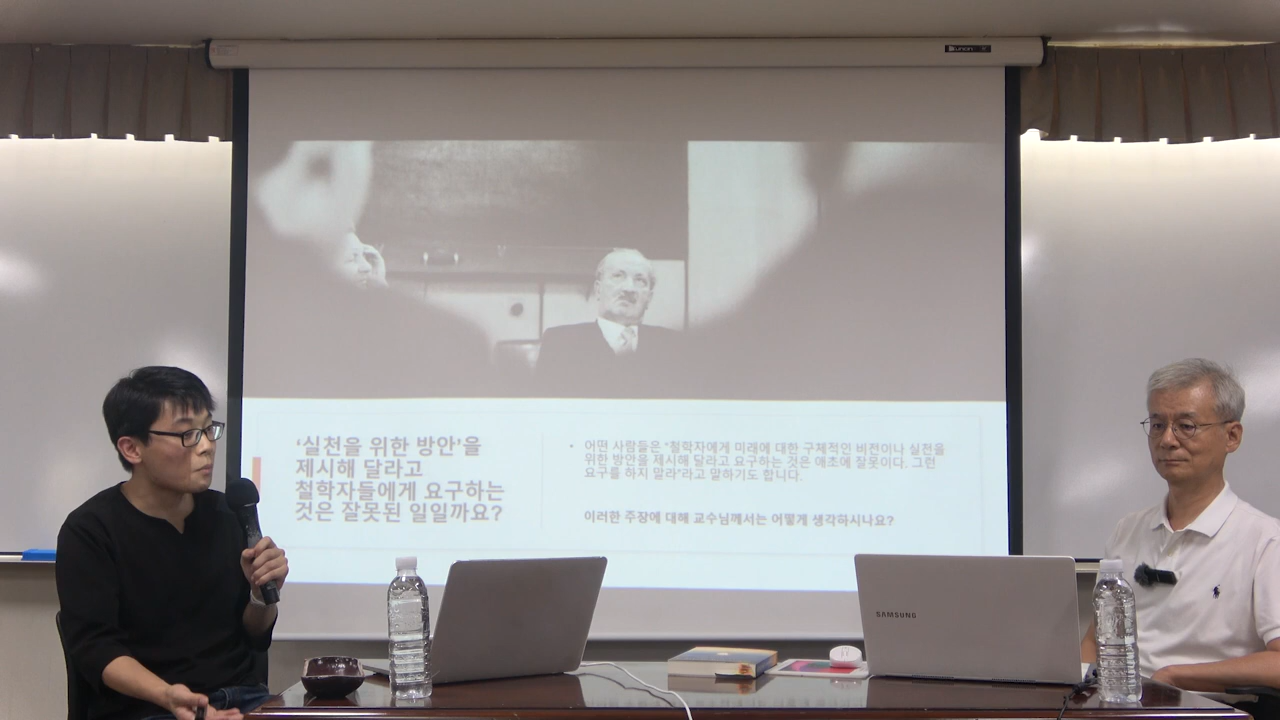 union
'실천을 위한 방안'을
제시해 달라고
철학자들에게 요구하는
것은 잘못된 일일까요?
• 어떤 사람들은 "철학자에게 미래에 대한 구체적인 비전이나 실천을
위한 방안을 제시해 달라고 요구하는 것은 애초에 잘못이다. 그런
요구를 하지 말라"라고 말하기도 합니다.
이러한 주장에 대해 교수님께서는 어떻게 생각하시나요?
SAMSUNG